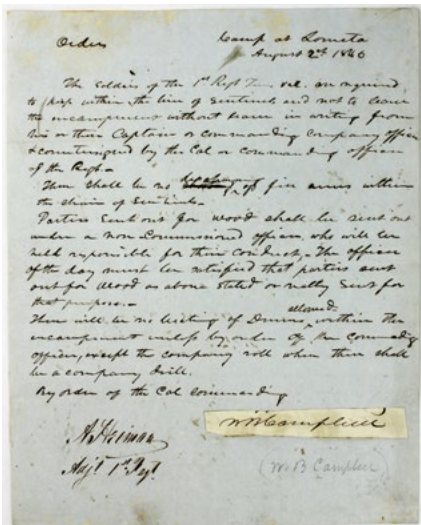 Orders Camp at Lometa
August 2d 1846
The soldiers of the 1st Regt Ten. vol. are required
to keep within the line of sentinels and not to leave
the incampment without leave in writing from
his or their Captain or commanding company officer
& countersigned by the Col or commanding officer
of the Regt.
There shall be no of fire arms within
the chain of Sentinels.
Parties sent out for wood shall be sent out
under a non commissioned officer, who will be
held responsible for their conduct. The officer
of the day must be satisfied that parties sent
out for wood as above stated or really sent for
that purpose.
There will be no beating of Drums allowed within the
incampment unless by order of the Commading
officer, except the company roll when there shall
be a company drill.
By order of the Col commanding
W B Campbell
A Heiman
Adjt 1st Regt
(W. B Campbell)